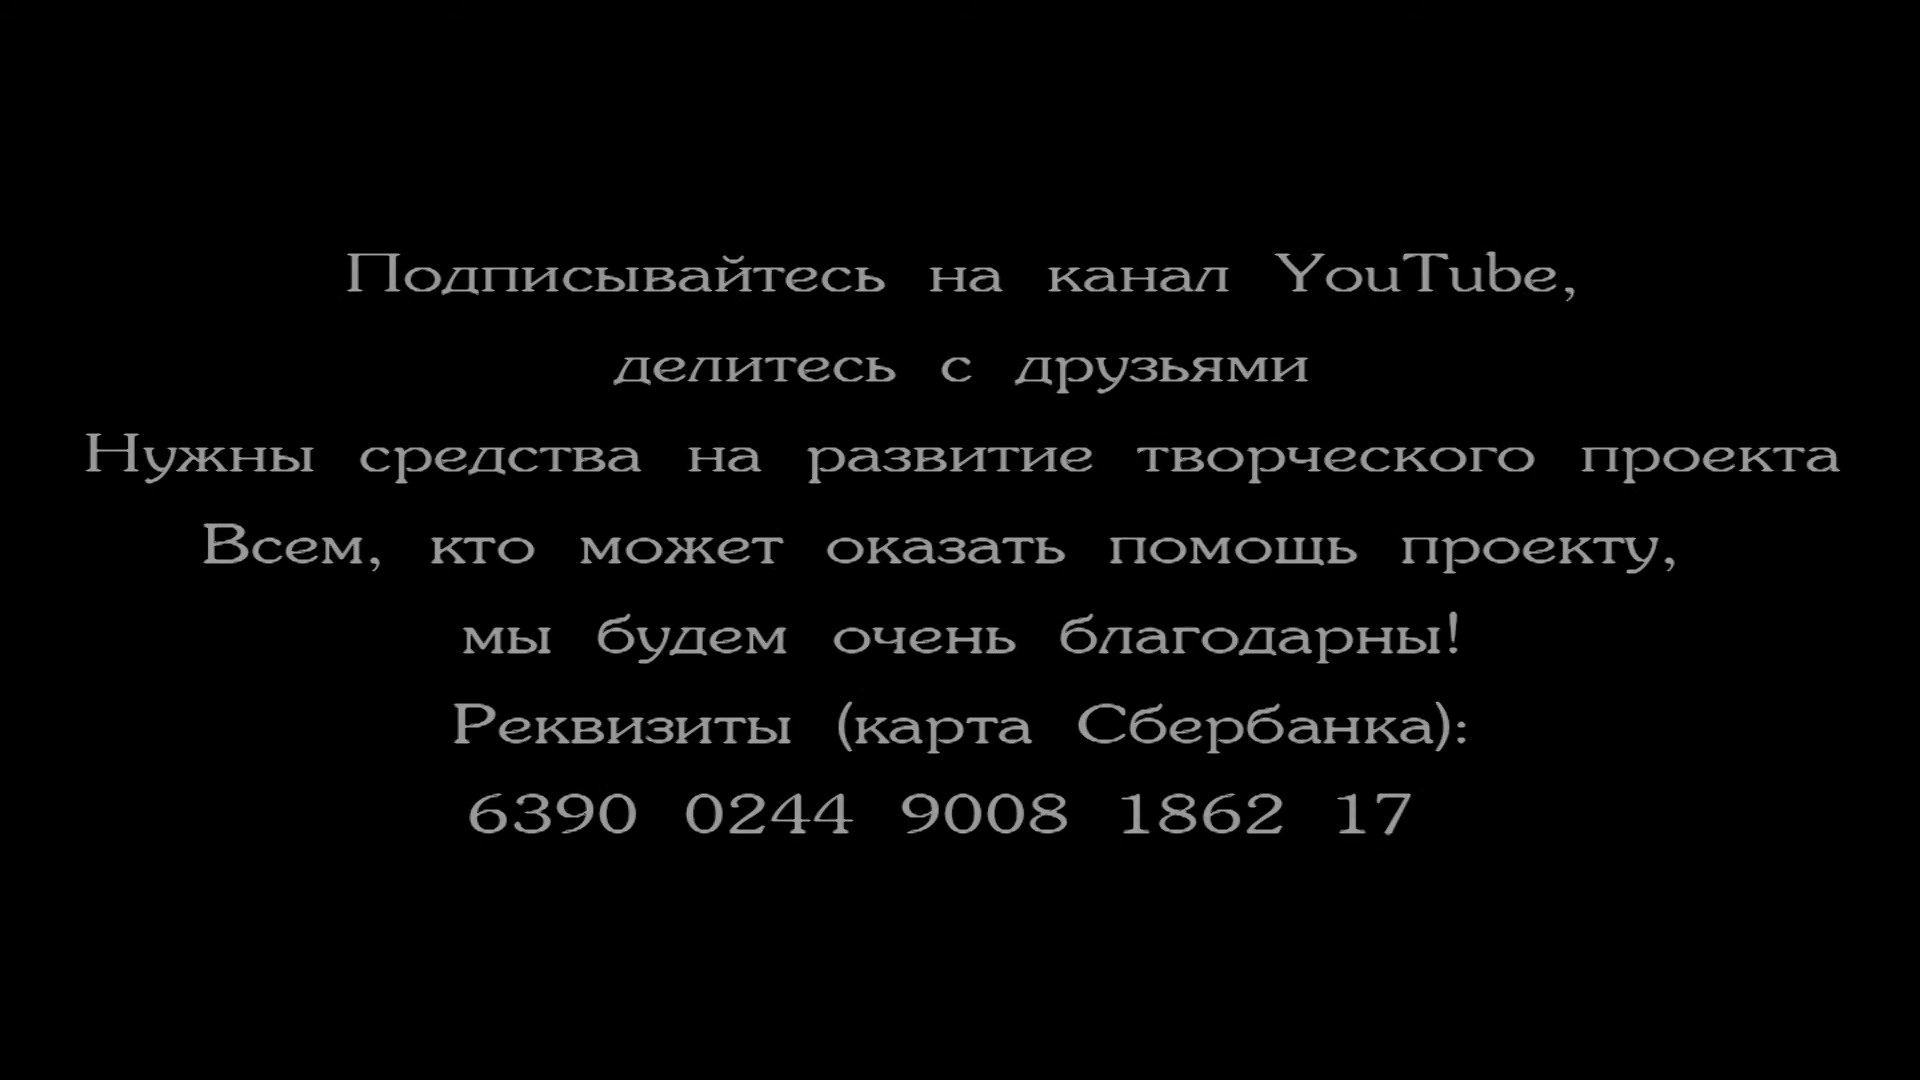 Подписывайтесь на канал YouTube,
делитесь с друзьями
Нужны средства на развитие творческого проекта
Всем, кто может оказать помощь проекту,
мы будем очень благодарны!
Реквизиты (карта Сбербанка):
6390 0244 9008 1862 17